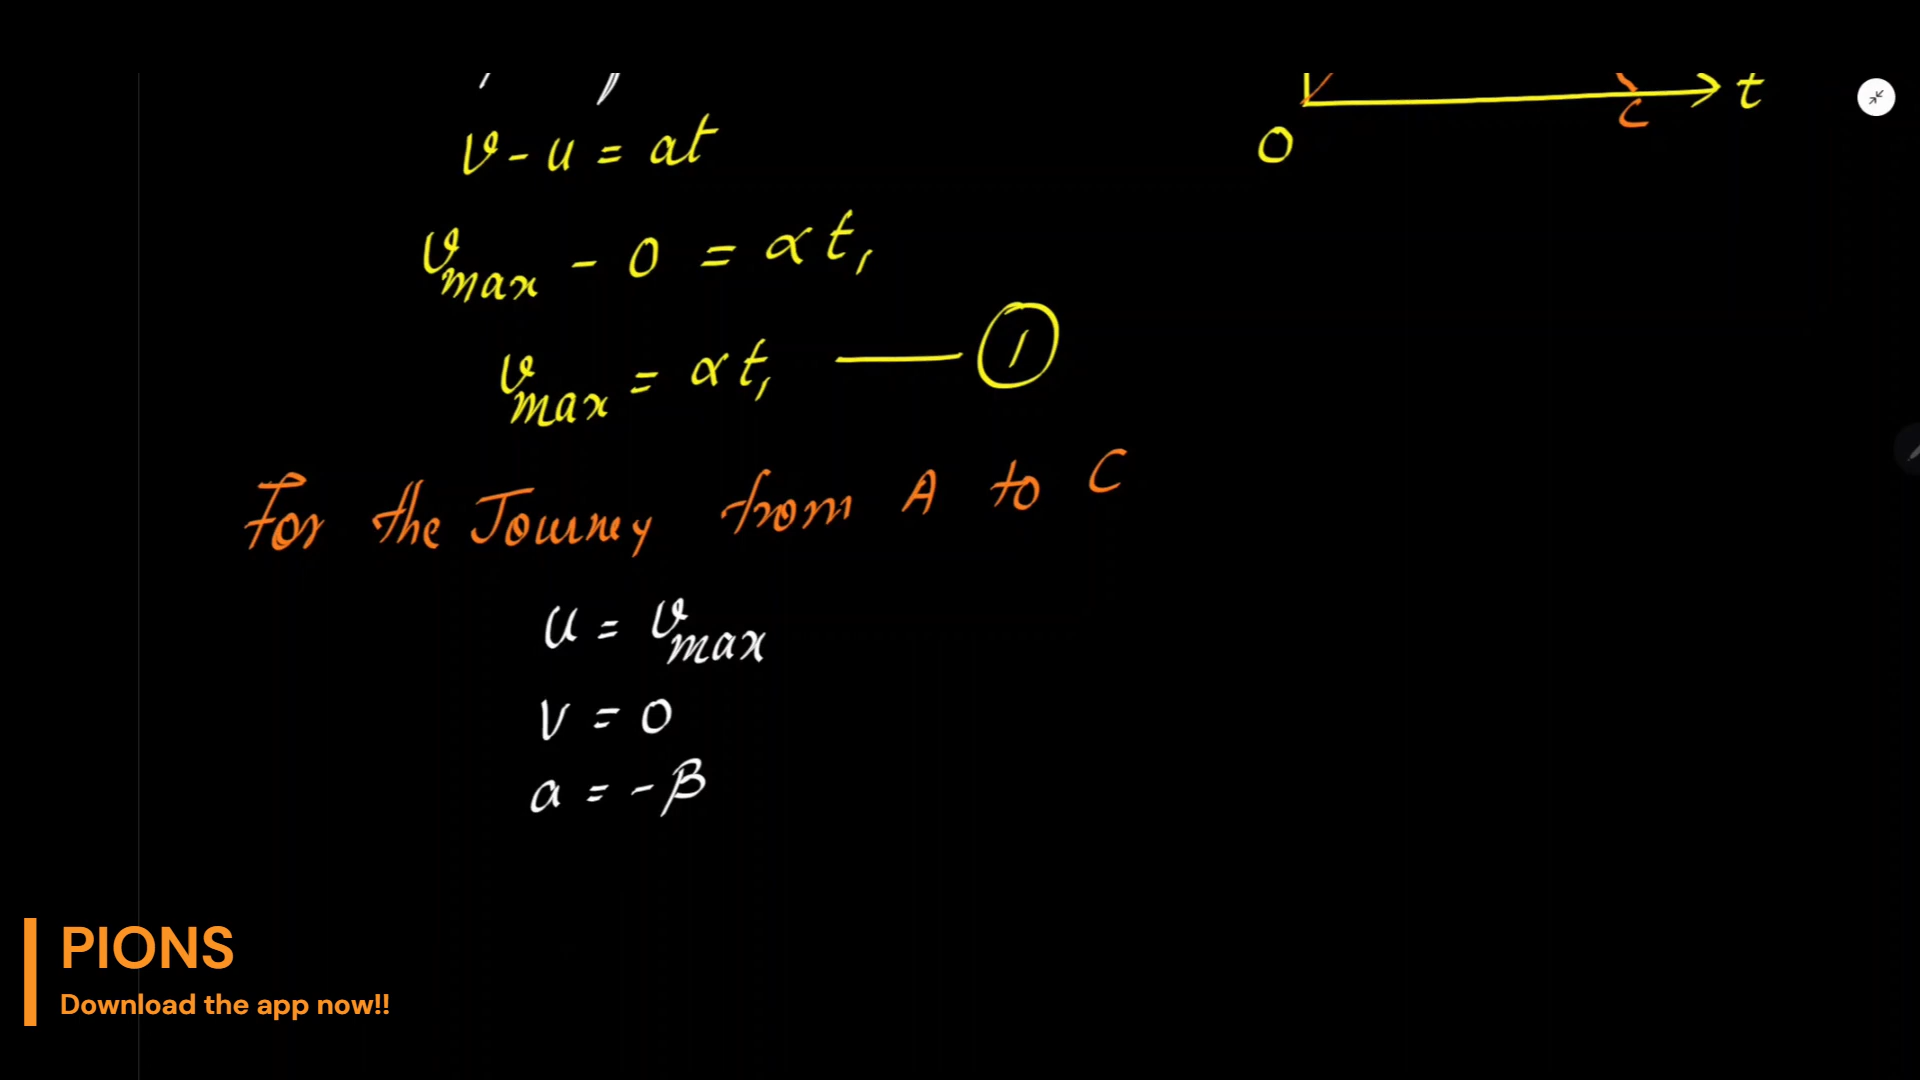 t
C
O
v - u = at
v_max - 0 = αt₁
v_max = αt₁ —— ①
For the Journey from A to C
u = v_max
v = 0
a = -β
PIONS
Download the app now!!